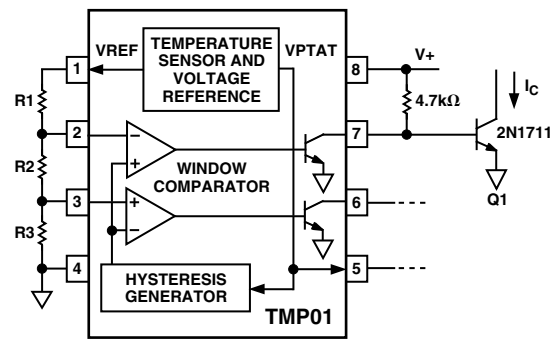 VREF
TEMPERATURE
SENSOR AND
VOLTAGE
REFERENCE
VPTAT
1
8
V+
R1
4.7kΩ
IC
2
7
2N1711
R2
WINDOW
COMPARATOR
Q1
3
6
R3
4
5
HYSTERESIS
GENERATOR
TMP01
−
+
+
−